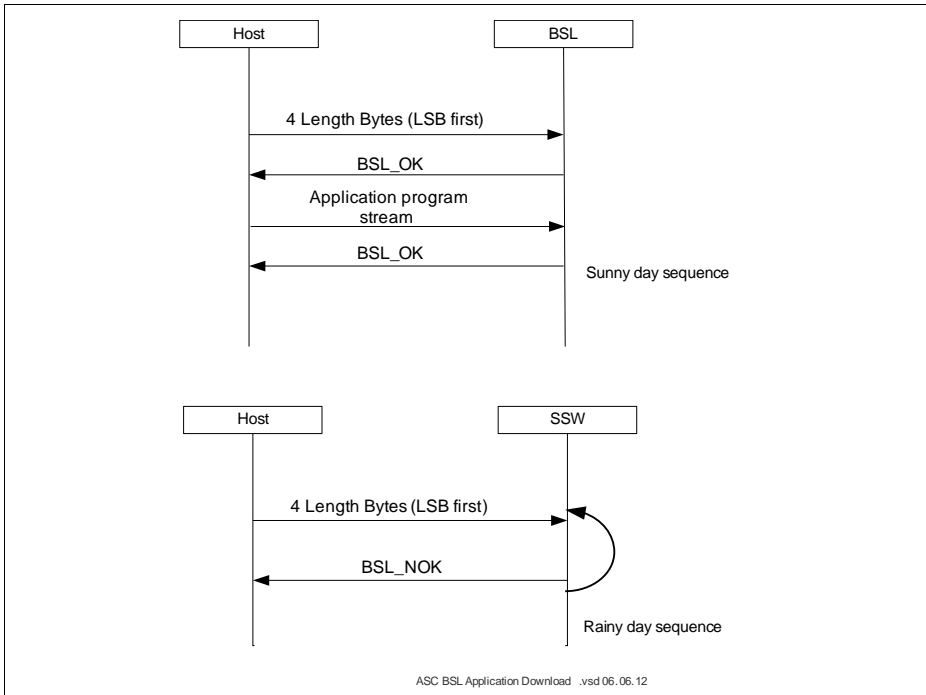 Host
BSL
4 Length Bytes (LSB first)
BSL_OK
Application program
stream
BSL_OK
Sunny day sequence
Host
SSW
4 Length Bytes (LSB first)
BSL_NOK
Rainy day sequence
ASC BSL Application Download .vsd 06.06.12